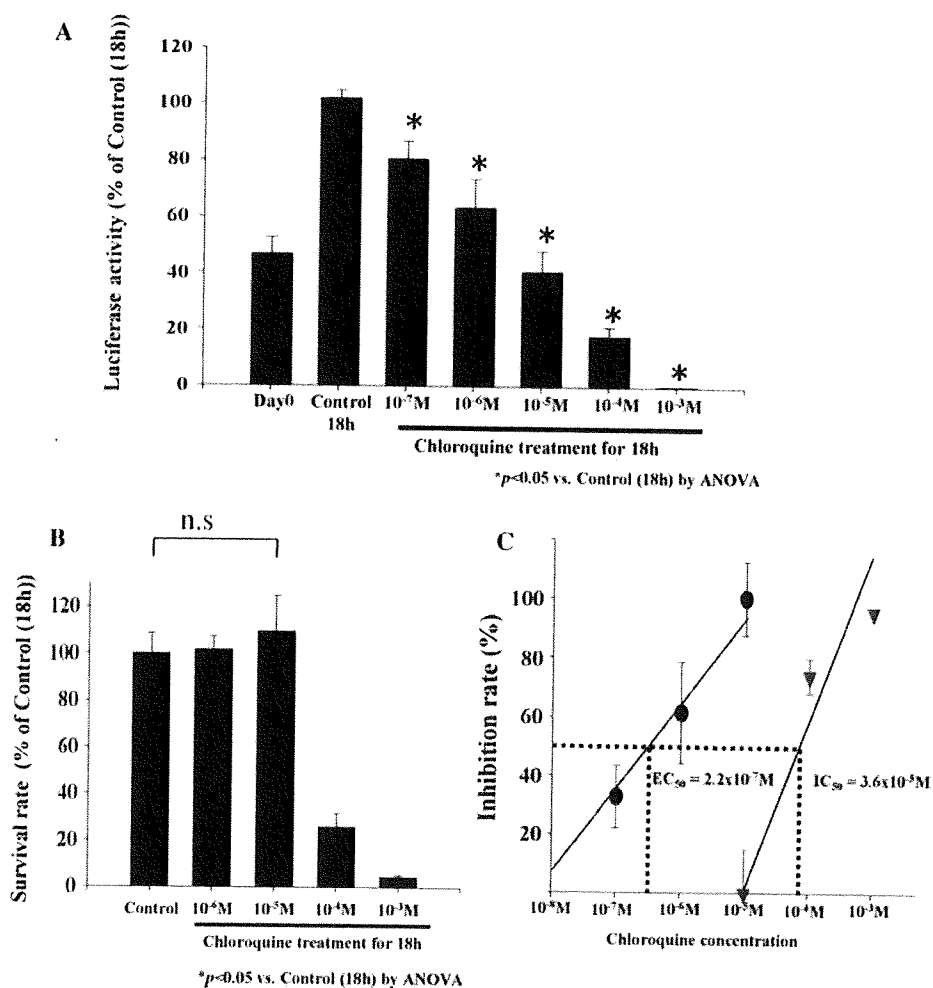 A
Luciferase activity (% of Control (18h))
120
100
80
60
40
20
0
* * * * *
Day0 Control 18h 10⁻⁷M 10⁻⁶M 10⁻⁵M 10⁻⁴M 10⁻³M
Chloroquine treatment for 18h
*p<0.05 vs. Control (18h) by ANOVA
B
n.s
Survival rate (% of Control (18h))
120
100
80
60
40
20
0
Control 10⁻⁶M 10⁻⁵M 10⁻⁴M 10⁻³M
Chloroquine treatment for 18h
*p<0.05 vs. Control (18h) by ANOVA
C
Inhibition rate (%)
100
80
60
40
20
EC₅₀ = 2.2x10⁻⁷M
IC₅₀ = 3.6x10⁻⁵M
10⁻⁸M 10⁻⁷M 10⁻⁶M 10⁻⁵M 10⁻⁴M 10⁻³M
Chloroquine concentration